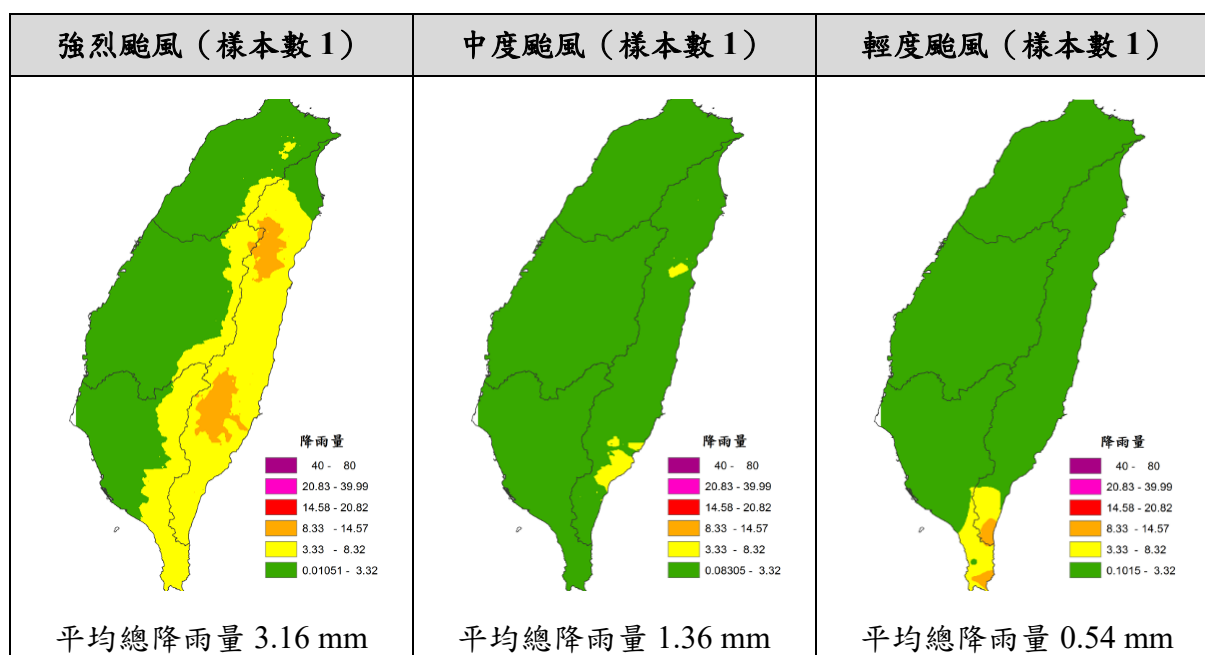 強烈颱風（樣本數 1）
中度颱風（樣本數 1）
輕度颱風（樣本數 1）
降雨量
40 - 80
20.83 - 39.99
14.58 - 20.82
8.33 - 14.57
3.33 - 8.32
0.01051 - 3.32
降雨量
40 - 80
20.83 - 39.99
14.58 - 20.82
8.33 - 14.57
3.33 - 8.32
0.08305 - 3.32
降雨量
40 - 80
20.83 - 39.99
14.58 - 20.82
8.33 - 14.57
3.33 - 8.32
0.1015 - 3.32
平均總降雨量 3.16 mm
平均總降雨量 1.36 mm
平均總降雨量 0.54 mm